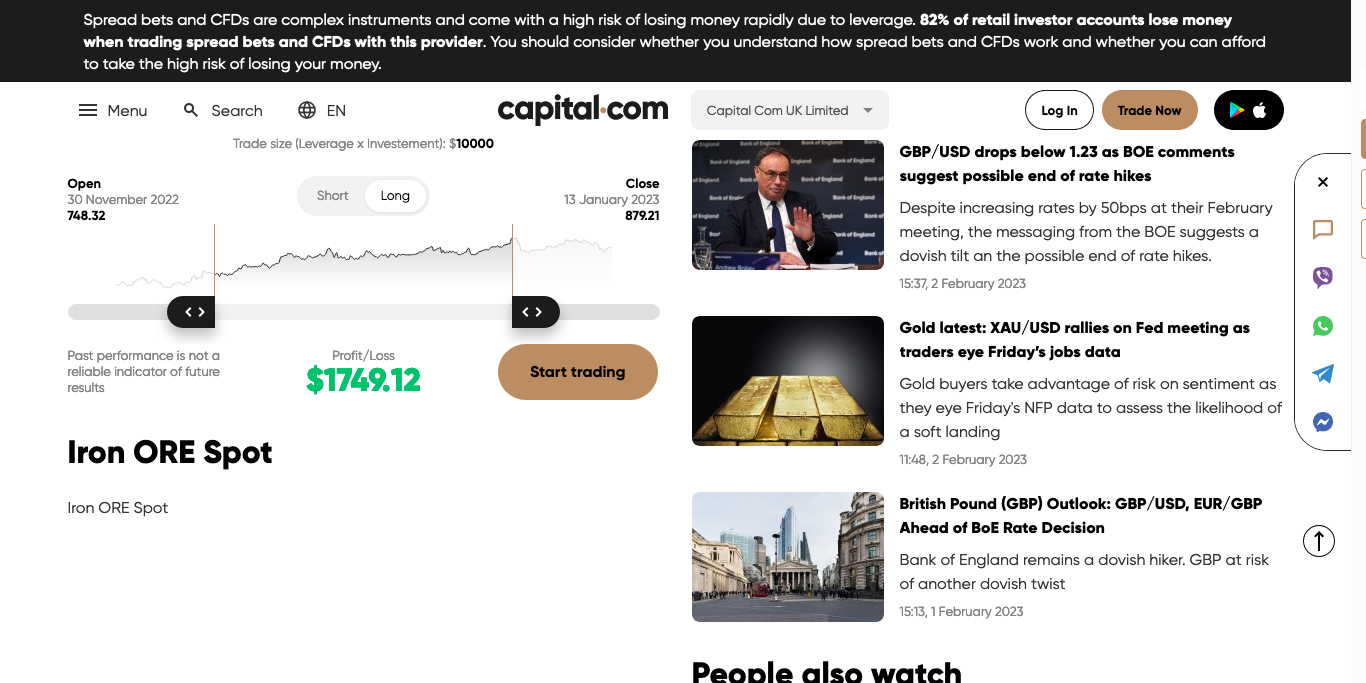 Spread bets and CFDs are complex instruments and come with a high risk of losing money rapidly due to leverage. 82% of retail investor accounts lose money
when trading spread bets and CFDs with this provider. You should consider whether you understand how spread bets and CFDs work and whether you can afford
to take the high risk of losing your money.
Menu
Search
EN
capital.com
Capital Com UK Limited
Log In
Trade Now
Trade size (Leverage x Investement): $10000
Open
30 November 2022
748.32
Short
Long
Close
13 January 2023
879.21
Past performance is not a
reliable indicator of future
results
Profit/Loss
$1749.12
Start trading
Iron ORE Spot
Iron ORE Spot
Bank of England
GBP/USD drops below 1.23 as BOE comments
suggest possible end of rate hikes
Despite increasing rates by 50bps at their February
meeting, the messaging from the BOE suggests a
dovish tilt an the possible end of rate hikes.
15:37, 2 February 2023
Gold latest: XAU/USD rallies on Fed meeting as
traders eye Friday’s jobs data
Gold buyers take advantage of risk on sentiment as
they eye Friday's NFP data to assess the likelihood of
a soft landing
11:48, 2 February 2023
British Pound (GBP) Outlook: GBP/USD, EUR/GBP
Ahead of BoE Rate Decision
Bank of England remains a dovish hiker. GBP at risk
of another dovish twist
15:13, 1 February 2023
People also watch